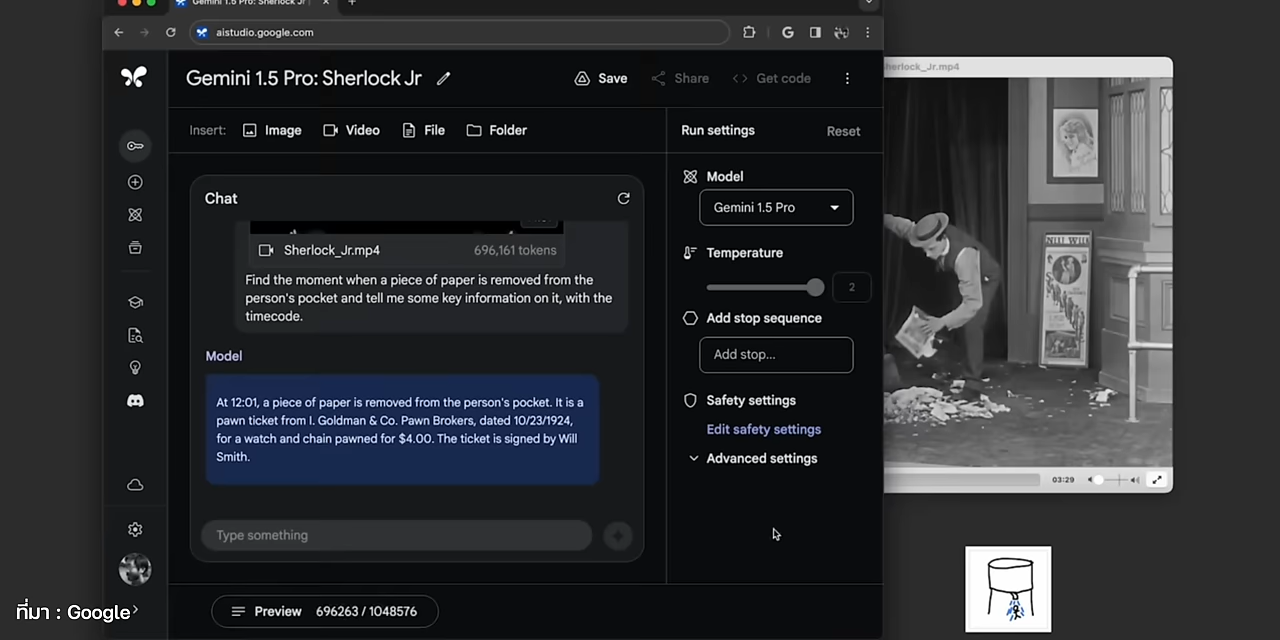 Gemini 1.5 Pro: Sherlock Jr
aistudio.google.com
Gemini 1.5 Pro: Sherlock Jr
Save
Share
<> Get code
Insert:
Image
Video
File
Folder
Run settings
Reset
Chat
Sherlock_Jr.mp4
696,161 tokens
Find the moment when a piece of paper is removed from the
person's pocket and tell me some key information on it, with the
timecode.
Model
At 12:01, a piece of paper is removed from the person's pocket. It is a
pawn ticket from I. Goldman & Co. Pawn Brokers, dated 10/23/1924,
for a watch and chain pawned for $4.00. The ticket is signed by Will
Smith.
Type something
Preview
696263 / 1048576
Model
Gemini 1.5 Pro
Temperature
2
Add stop sequence
Add stop...
Safety settings
Edit safety settings
Advanced settings
herlock_Jr.mp4
03:29
ที่มา : Google